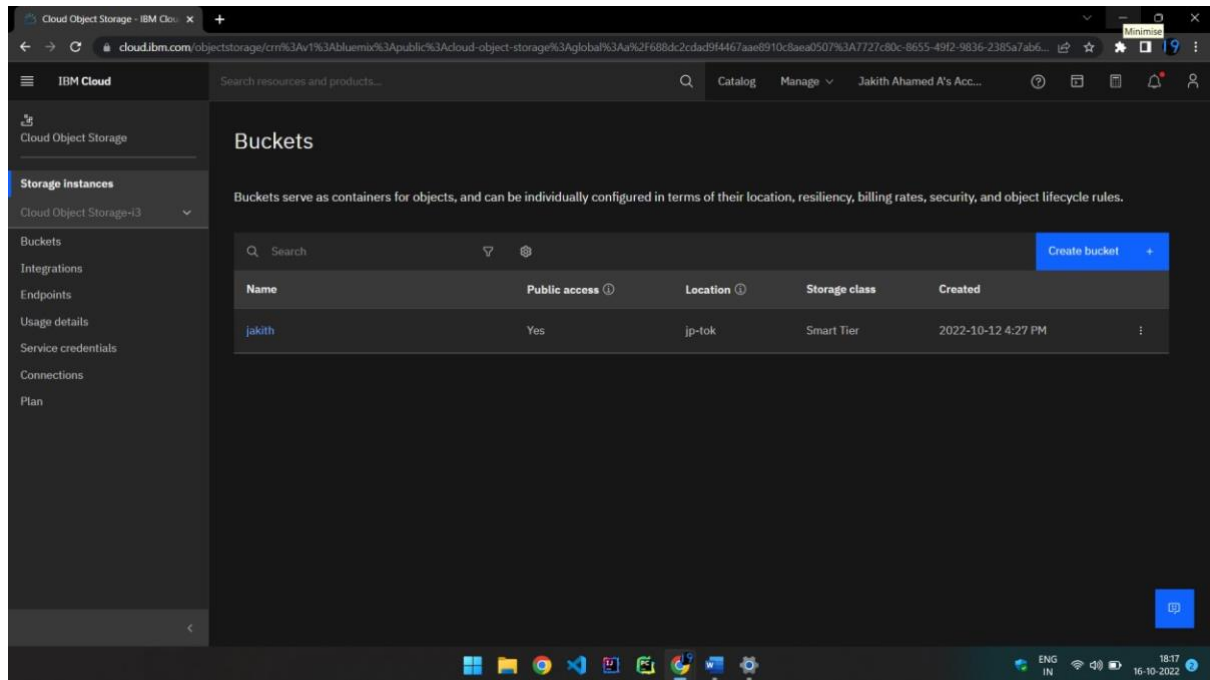 Cloud Object Storage - IBM Clou
Minimise
cloud.ibm.com/objectstorage/crn%3Av1%3Abluemix%3Apublic%3Acloud-object-storage%3Aglobal%3Aa%2F688dc2cdad9f4467aae8910c8aea0507%3A7727c80c-8655-49f2-9836-2385a7ab6...
19
IBM Cloud
Search resources and products...
Catalog
Manage
Jakith Ahamed A's Acc...
Cloud Object Storage
Storage instances
Cloud Object Storage-i3
Buckets
Integrations
Endpoints
Usage details
Service credentials
Connections
Plan
Buckets
Buckets serve as containers for objects, and can be individually configured in terms of their location, resiliency, billing rates, security, and object lifecycle rules.
Search
Create bucket +
Name Public access Location Storage class Created
jakith Yes jp-tok Smart Tier 2022-10-12 4:27 PM
ENG
IN
18:17
16-10-2022
2